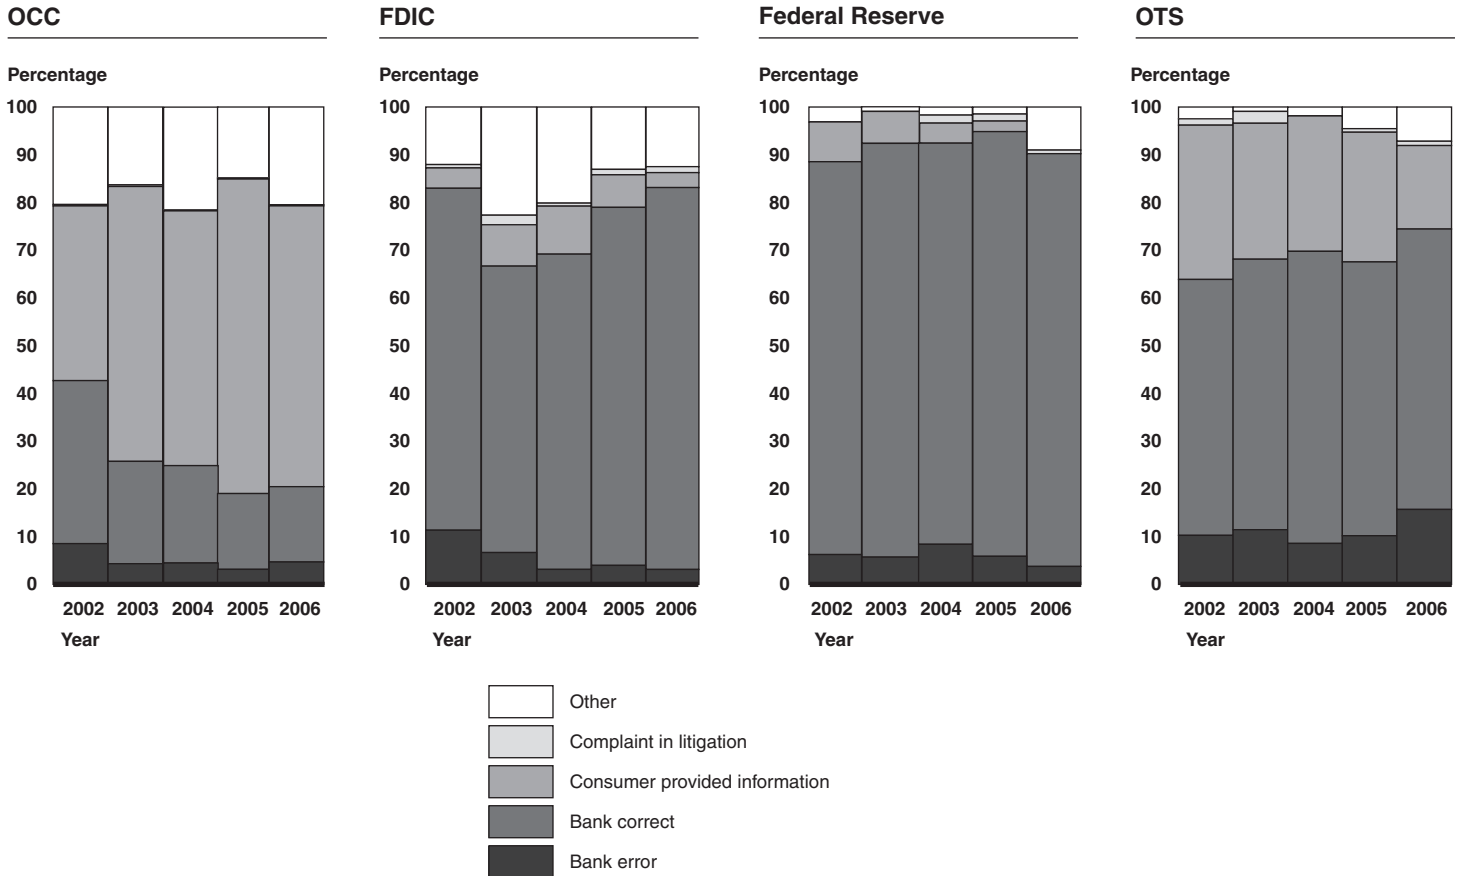 OCC
Percentage
100
90
80
70
60
50
40
30
20
10
0
2002 2003 2004 2005 2006
Year
FDIC
Percentage
100
90
80
70
60
50
40
30
20
10
0
2002 2003 2004 2005 2006
Year
Federal Reserve
Percentage
100
90
80
70
60
50
40
30
20
10
0
2002 2003 2004 2005 2006
Year
OTS
Percentage
100
90
80
70
60
50
40
30
20
10
0
2002 2003 2004 2005 2006
Year
Other
Complaint in litigation
Consumer provided information
Bank correct
Bank error